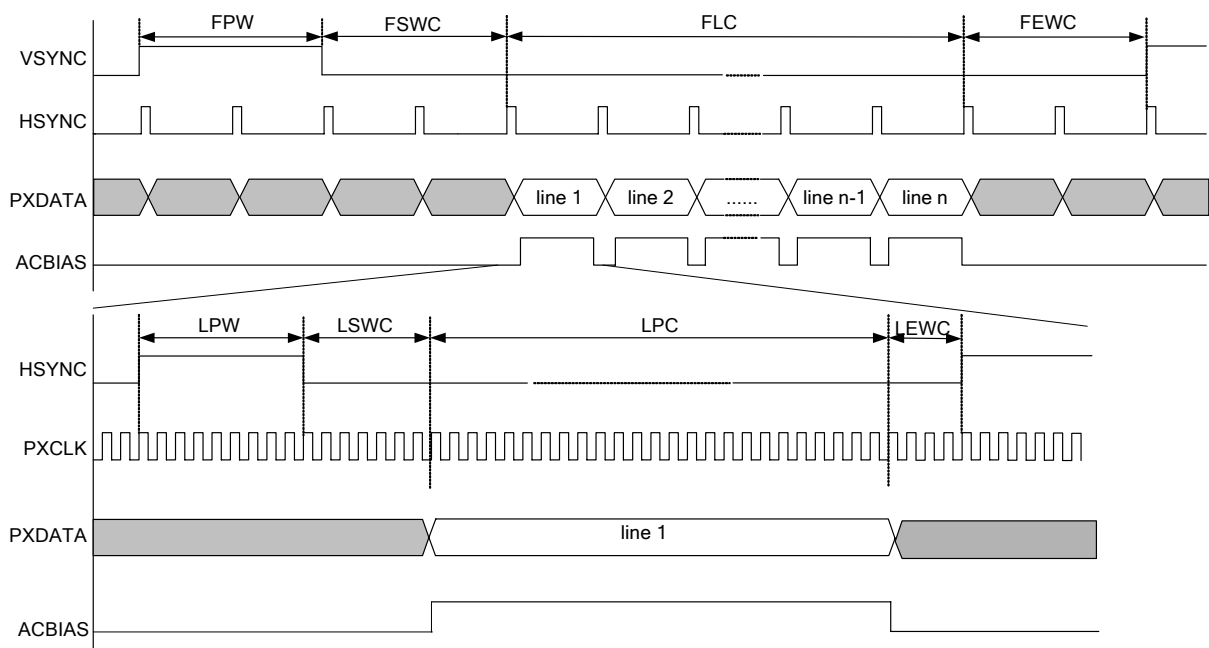 FPW FSWC FLC FEWC
VSYNC
HSYNC
PXDATA line 1 line 2 ...... line n-1 line n
ACBIAS
LPW LSWC LPC LEWC
HSYNC
PXCLK
PXDATA line 1
ACBIAS